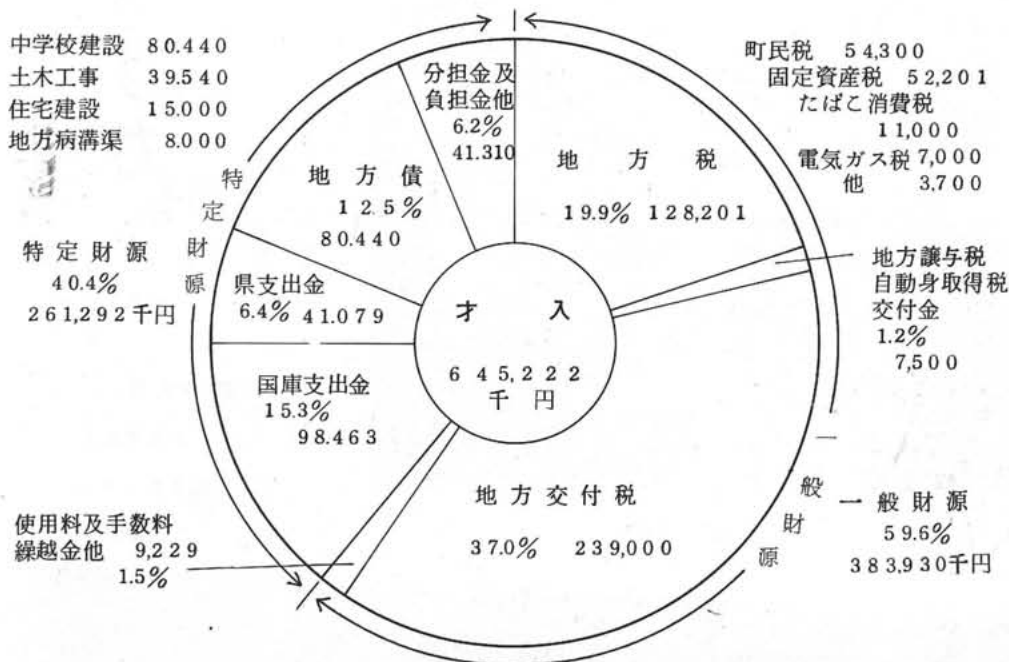 中学校建設 80.440
土木工事 39.540
住宅建設 15.000
地方病溝渠 8.000
特定財源
40.4%
261,292千円
特定財源
分担金及
負担金他
6.2%
41.310
地方債
12.5%
80.440
県支出金
6.4% 41.079
国庫支出金
15.3%
98.463
使用料及手数料
繰越金他 9,229
1.5%
才入
645,222
千円
地方税
19.9% 128,201
町民税 54,300
固定資産税 52,201
たばこ消費税
11,000
電気ガス税 7,000
他 3.700
地方譲与税
自動身取得税
交付金
1.2%
7,500
地方交付税
37.0% 239,000
一般財源
一般財源
59.6%
383,930千円